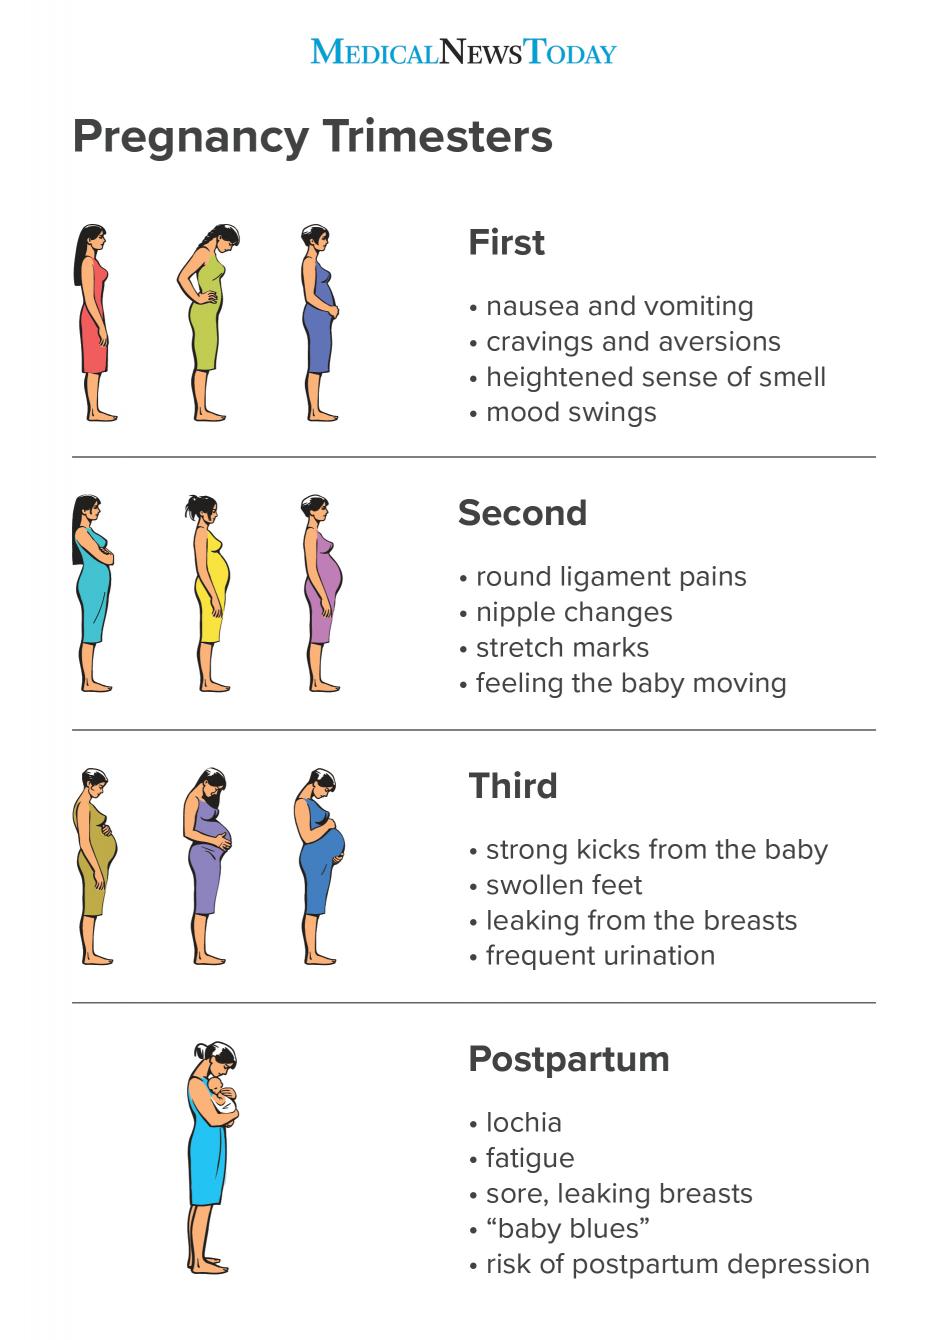 MEDICALNEWSTODAY
Pregnancy Trimesters
First
• nausea and vomiting
• cravings and aversions
• heightened sense of smell
• mood swings
Second
• round ligament pains
• nipple changes
• stretch marks
• feeling the baby moving
Third
• strong kicks from the baby
• swollen feet
• leaking from the breasts
• frequent urination
Postpartum
• lochia
• fatigue
• sore, leaking breasts
• “baby blues”
• risk of postpartum depression